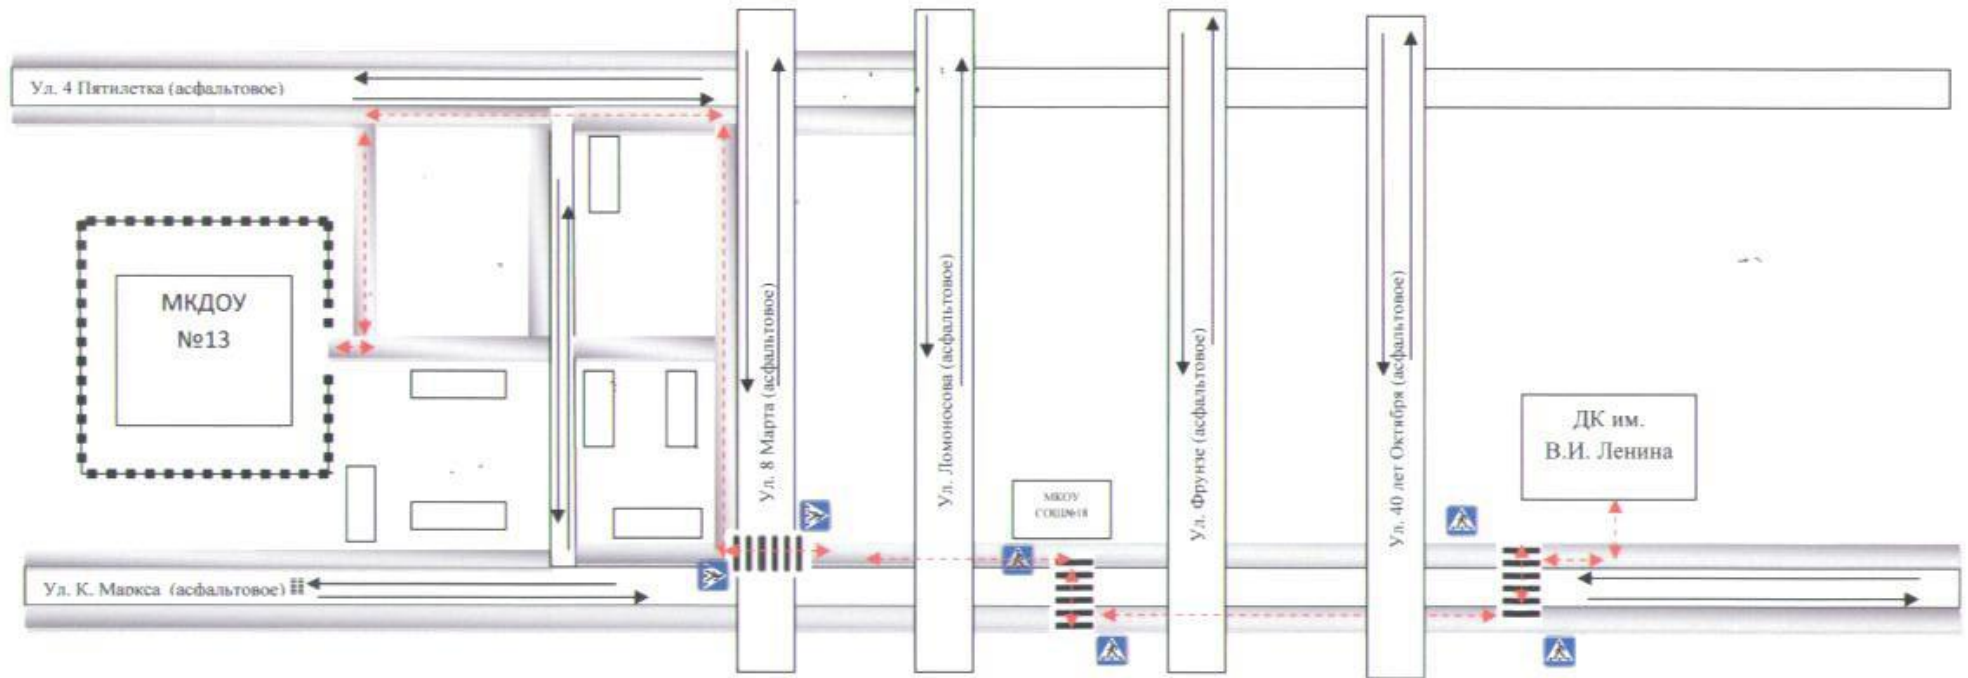 Ул. 4 Пятилетка (асфальтовое)
МКДОУ
№13
Ул. 8 Марта (асфальтовое)
Ул. Ломоносова (асфальтовое)
МКОУ
СОШ№18
Ул. Фрунзе (асфальтовое)
Ул. 40 лет Октября (асфальтовое)
ДК им.
В.И. Ленина
Ул. К. Маркса (асфальтовое)